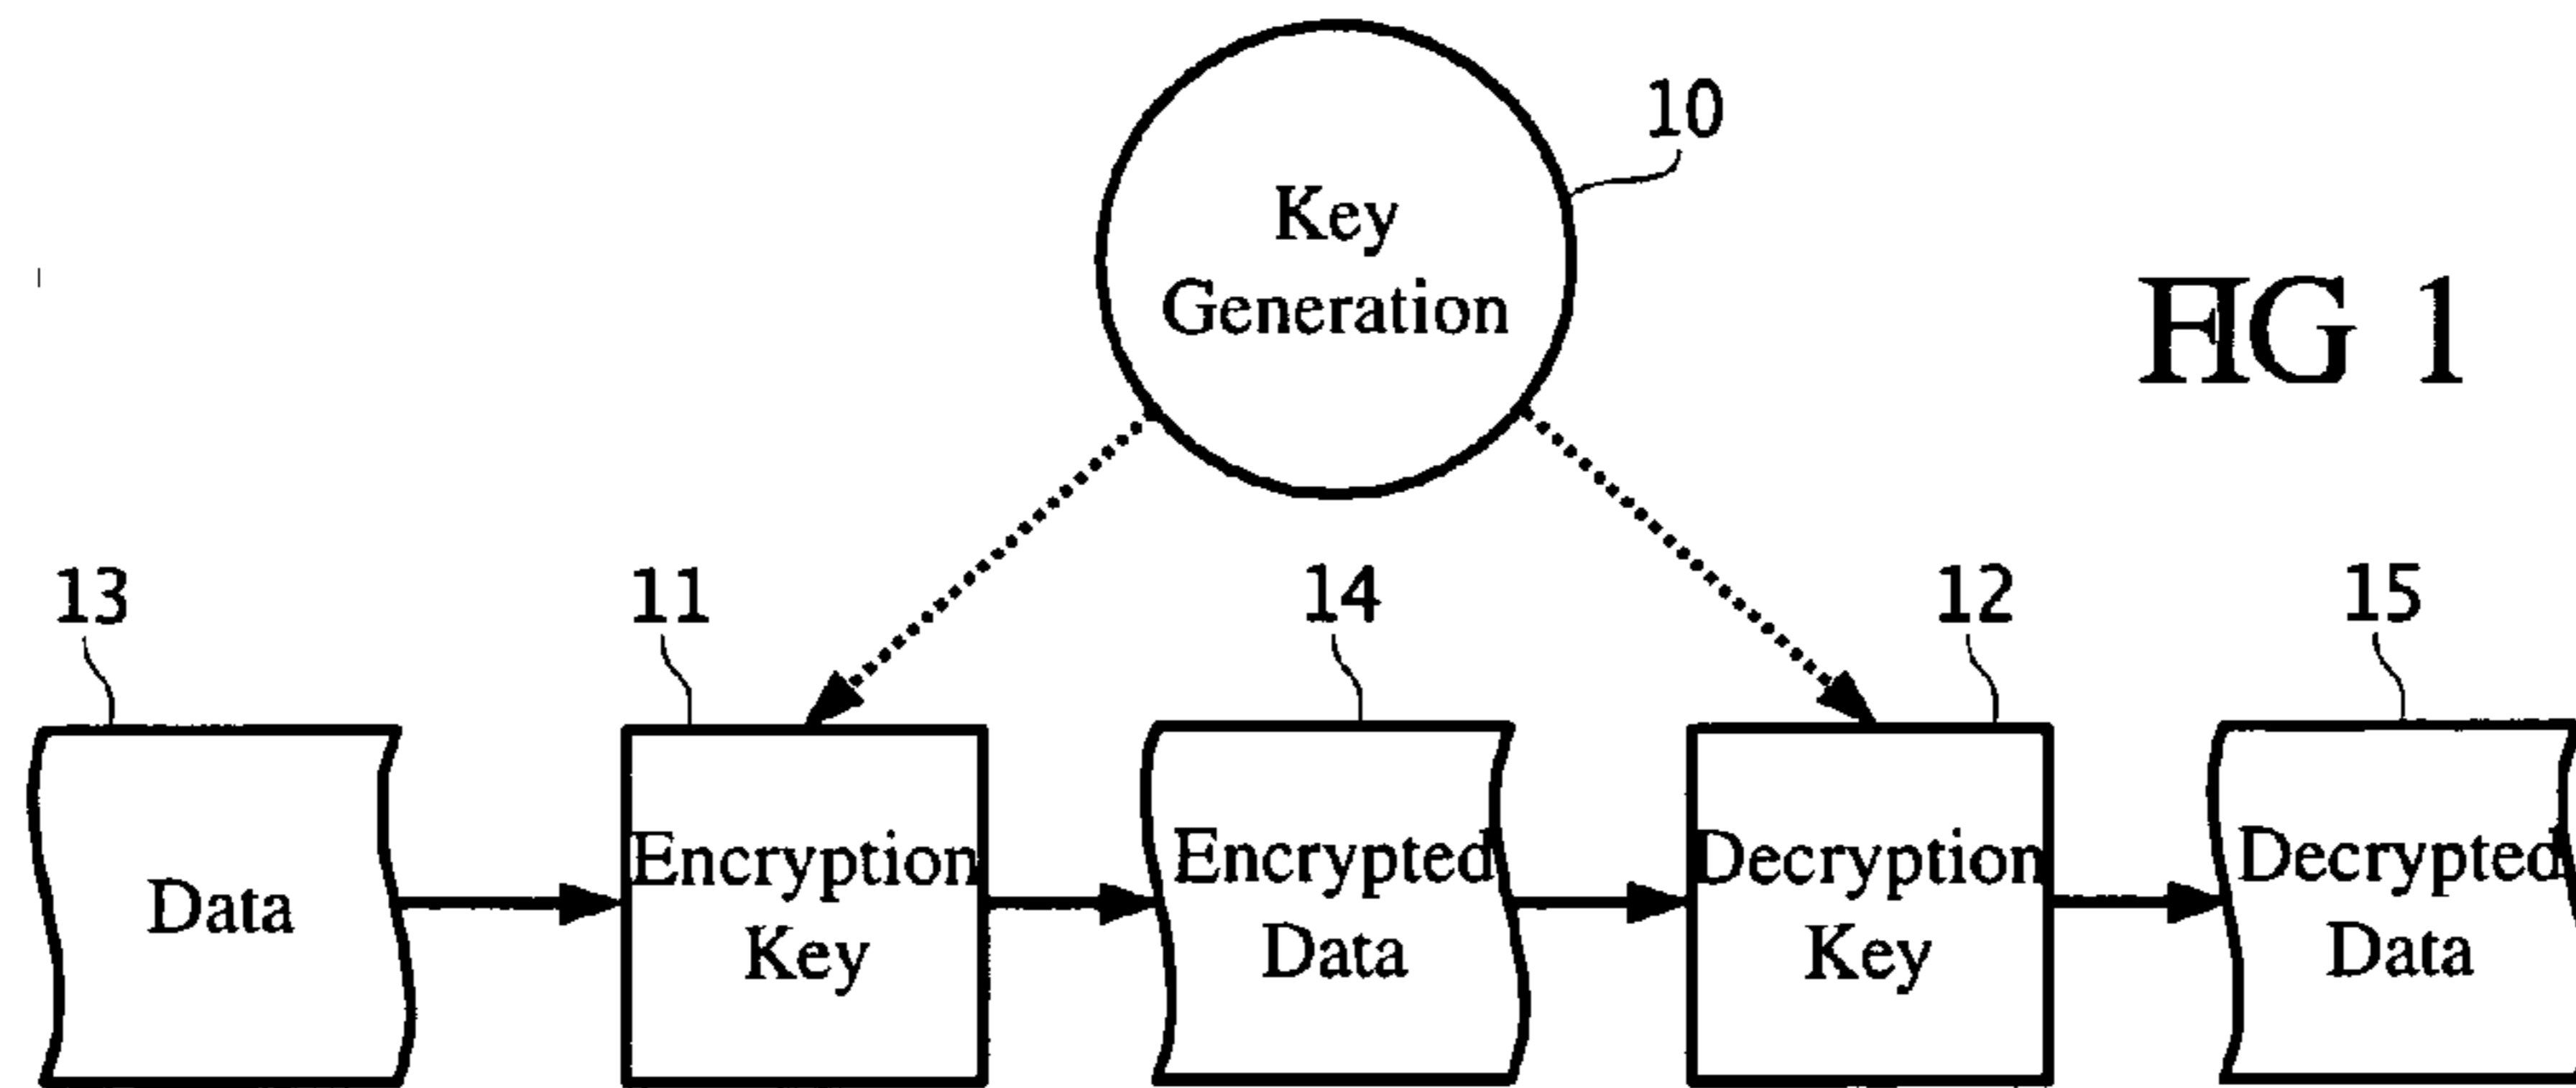 10
Key
Generation
FIG 1
13
11
14
12
15
Data
Encryption
Key
Encrypted
Data
Decryption
Key
Decrypted
Data